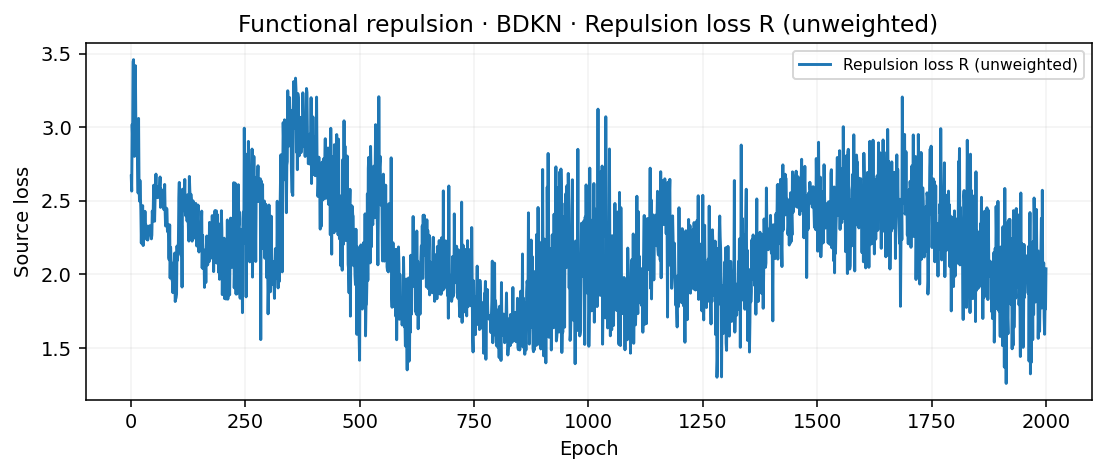 Functional repulsion · BDKN · Repulsion loss R (unweighted)
Repulsion loss R (unweighted)
Source loss
3.5
3.0
2.5
2.0
1.5
0 250 500 750 1000 1250 1500 1750 2000
Epoch